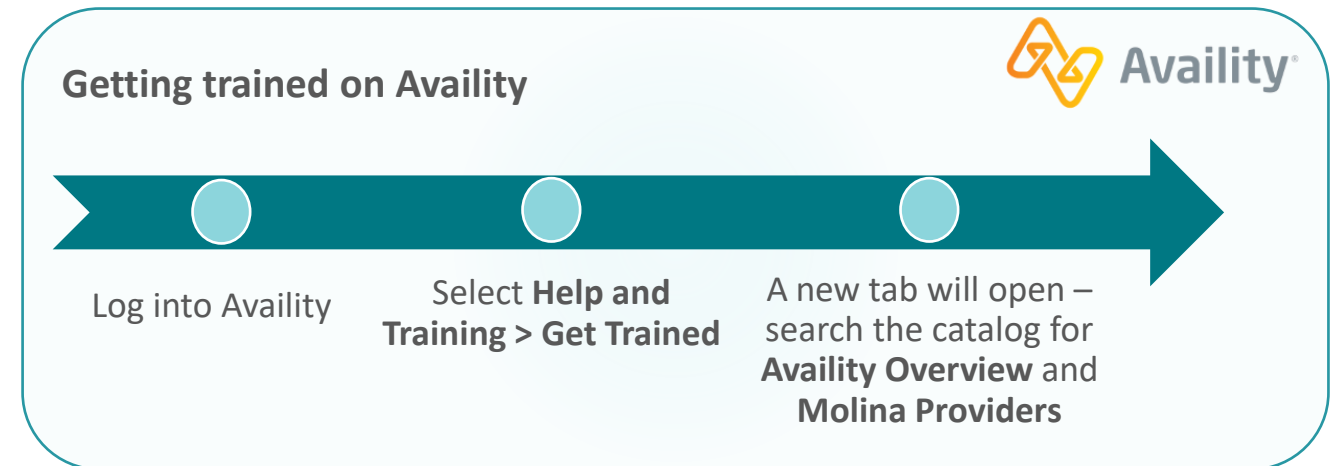 Availity®
Getting trained on Availity
Log into Availity
Select Help and
Training > Get Trained
A new tab will open –
search the catalog for
Availity Overview and
Molina Providers